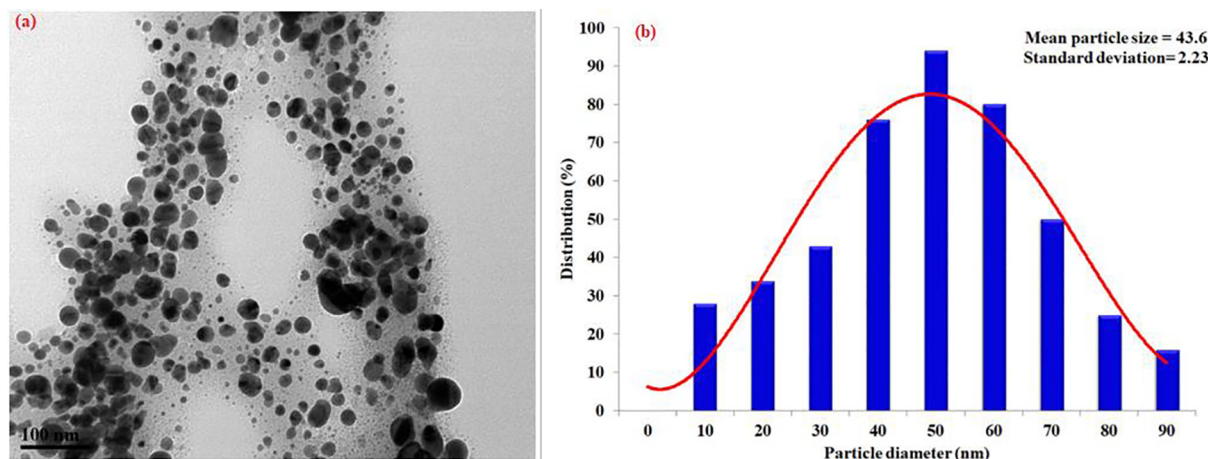 (a)
100 nm
(b)
Mean particle size = 43.6
Standard deviation= 2.23
Distribution (%)
100
90
80
70
60
50
40
30
20
10
0
0 10 20 30 40 50 60 70 80 90
Particle diameter (nm)